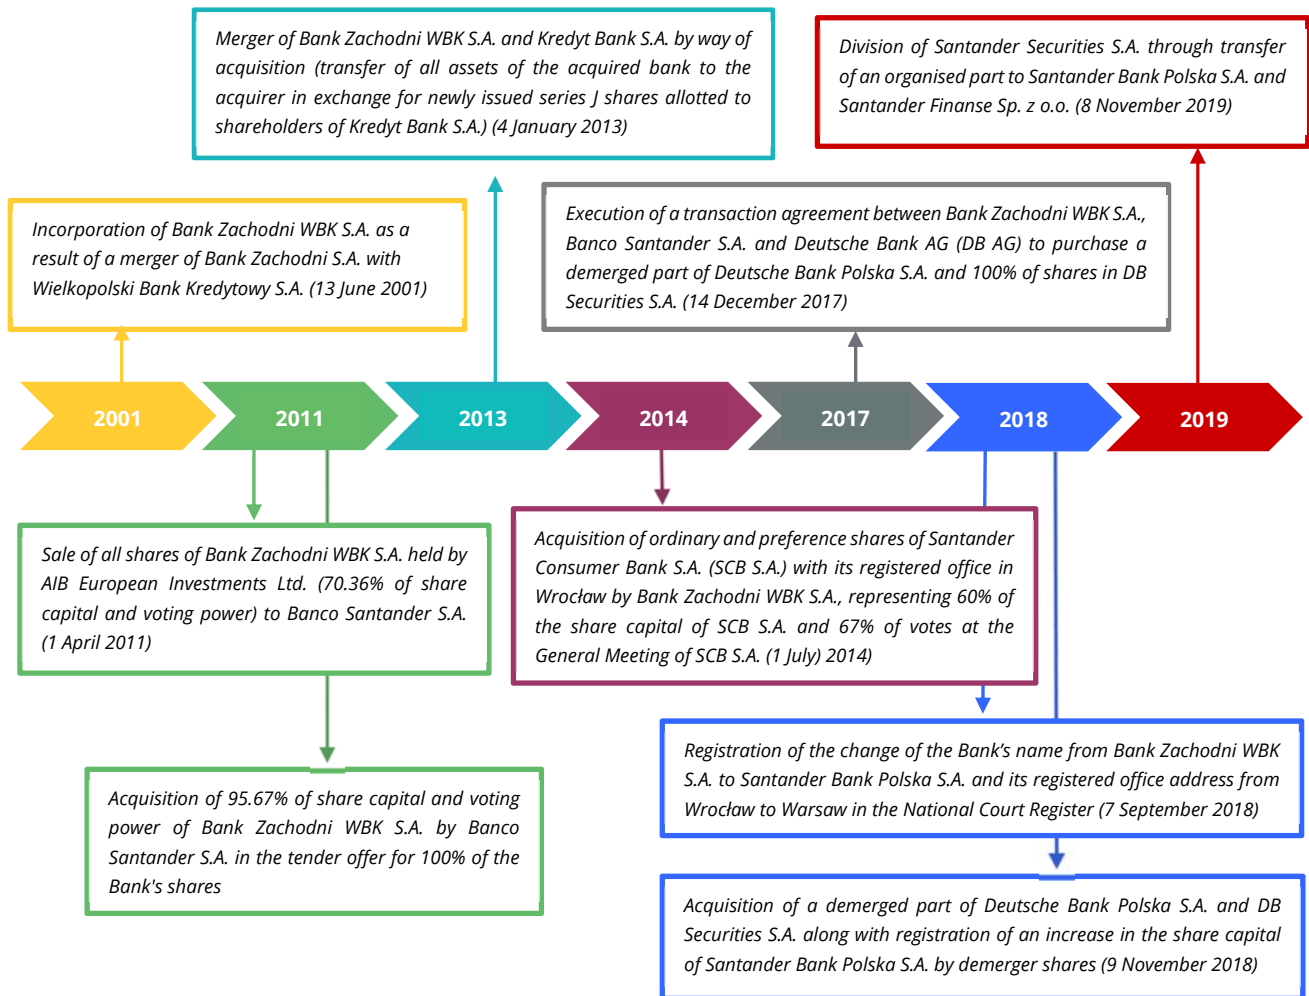 Merger of Bank Zachodni WBK S.A. and Kredyt Bank S.A. by way of
acquisition (transfer of all assets of the acquired bank to the
acquirer in exchange for newly issued series J shares allotted to
shareholders of Kredyt Bank S.A.) (4 January 2013)
Division of Santander Securities S.A. through transfer
of an organised part to Santander Bank Polska S.A. and
Santander Finanse Sp. z o.o. (8 November 2019)
Incorporation of Bank Zachodni WBK S.A. as a
result of a merger of Bank Zachodni S.A. with
Wielkopolski Bank Kredytowy S.A. (13 June 2001)
Execution of a transaction agreement between Bank Zachodni WBK S.A.,
Banco Santander S.A. and Deutsche Bank AG (DB AG) to purchase a
demerged part of Deutsche Bank Polska S.A. and 100% of shares in DB
Securities S.A. (14 December 2017)
2001
2011
2013
2014
2017
2018
2019
Sale of all shares of Bank Zachodni WBK S.A. held by
AIB European Investments Ltd. (70.36% of share
capital and voting power) to Banco Santander S.A.
(1 April 2011)
Acquisition of ordinary and preference shares of Santander
Consumer Bank S.A. (SCB S.A.) with its registered office in
Wrocław by Bank Zachodni WBK S.A., representing 60% of
the share capital of SCB S.A. and 67% of votes at the
General Meeting of SCB S.A. (1 July) 2014)
Acquisition of 95.67% of share capital and voting
power of Bank Zachodni WBK S.A. by Banco
Santander S.A. in the tender offer for 100% of the
Bank's shares
Registration of the change of the Bank’s name from Bank Zachodni WBK
S.A. to Santander Bank Polska S.A. and its registered office address from
Wrocław to Warsaw in the National Court Register (7 September 2018)
Acquisition of a demerged part of Deutsche Bank Polska S.A. and DB
Securities S.A. along with registration of an increase in the share capital
of Santander Bank Polska S.A. by demerger shares (9 November 2018)